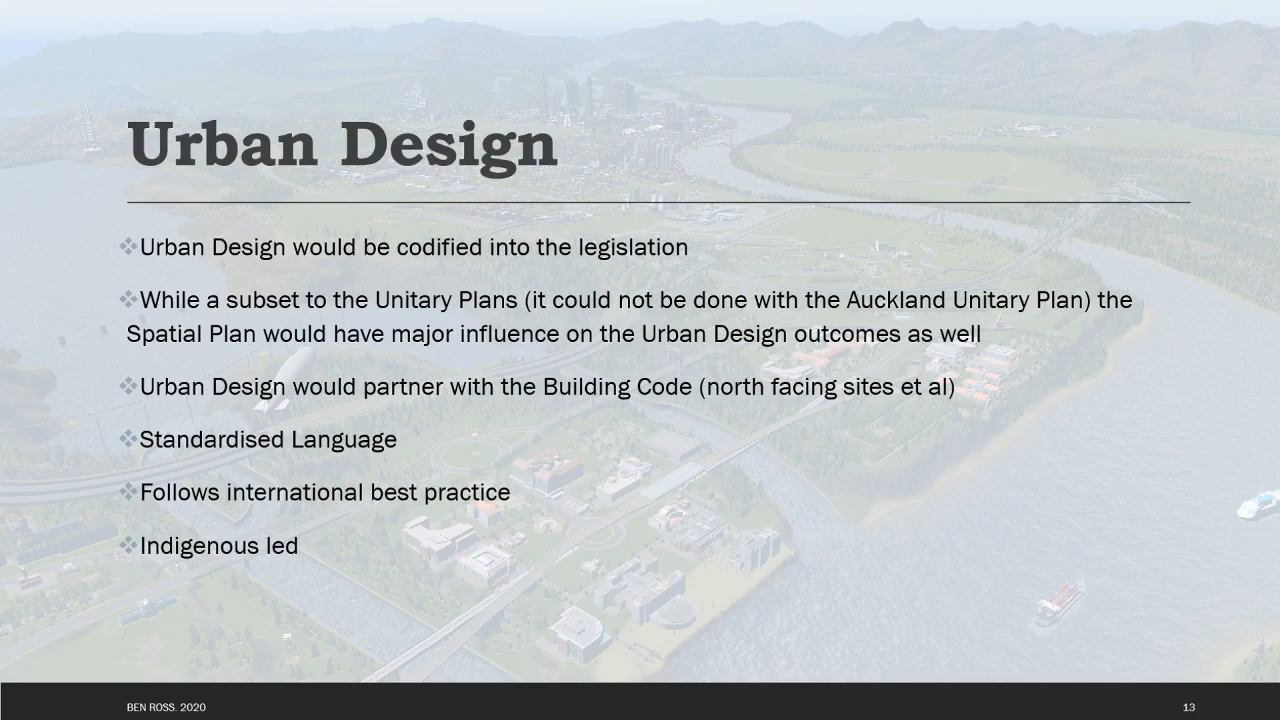 Urban Design
❖Urban Design would be codified into the legislation
❖While a subset to the Unitary Plans (it could not be done with the Auckland Unitary Plan) the
Spatial Plan would have major influence on the Urban Design outcomes as well
❖Urban Design would partner with the Building Code (north facing sites et al)
❖Standardised Language
❖Follows international best practice
❖Indigenous led
BEN ROSS. 2020
13